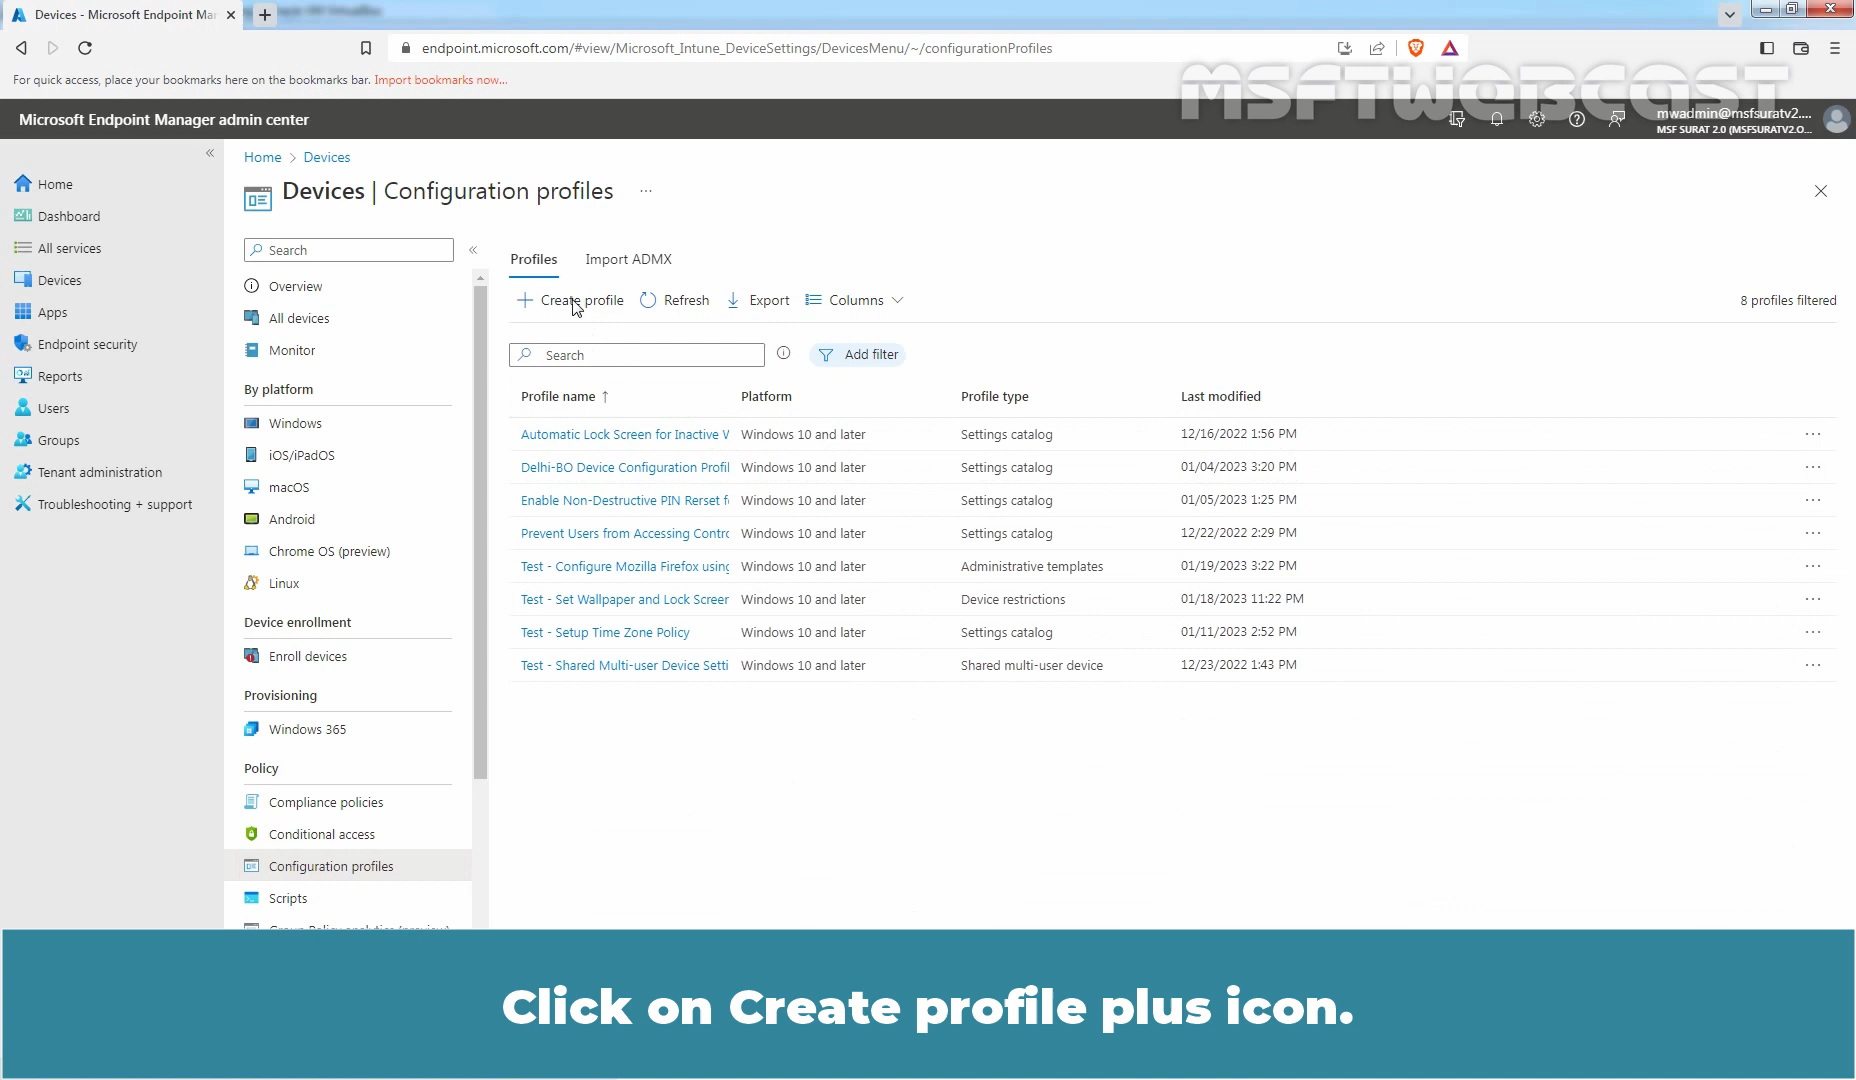 Devices - Microsoft Endpoint Mar
endpoint.microsoft.com/#view/Microsoft_Intune_DeviceSettings/DevicesMenu/~/configurationProfiles
For quick access, place your bookmarks here on the bookmarks bar. Import bookmarks now...
MSFTWEBCAST
Microsoft Endpoint Manager admin center
mwadmin@msfsuratv2....
MSF SURAT 2.0 (MSFSURATV2.O...
Home
Dashboard
All services
Devices
Apps
Endpoint security
Reports
Users
Groups
Tenant administration
Troubleshooting + support
Home > Devices
Devices | Configuration profiles ...
Search
Overview
All devices
Monitor
By platform
Windows
iOS/iPadOS
macOS
Android
Chrome OS (preview)
Linux
Device enrollment
Enroll devices
Provisioning
Windows 365
Policy
Compliance policies
Conditional access
Configuration profiles
Scripts
Profiles Import ADMX
Create profile Refresh Export Columns 8 profiles filtered
Search Add filter
Profile name ↑ Platform Profile type Last modified
Automatic Lock Screen for Inactive W Windows 10 and later Settings catalog 12/16/2022 1:56 PM ...
Delhi-BO Device Configuration Profil Windows 10 and later Settings catalog 01/04/2023 3:20 PM ...
Enable Non-Destructive PIN Rerset fo Windows 10 and later Settings catalog 01/05/2023 1:25 PM ...
Prevent Users from Accessing Contro Windows 10 and later Settings catalog 12/22/2022 2:29 PM ...
Test - Configure Mozilla Firefox using Windows 10 and later Administrative templates 01/19/2023 3:22 PM ...
Test - Set Wallpaper and Lock Screen Windows 10 and later Device restrictions 01/18/2023 11:22 PM ...
Test - Setup Time Zone Policy Windows 10 and later Settings catalog 01/11/2023 2:52 PM ...
Test - Shared Multi-user Device Setti Windows 10 and later Shared multi-user device 12/23/2022 1:43 PM ...
Click on Create profile plus icon.